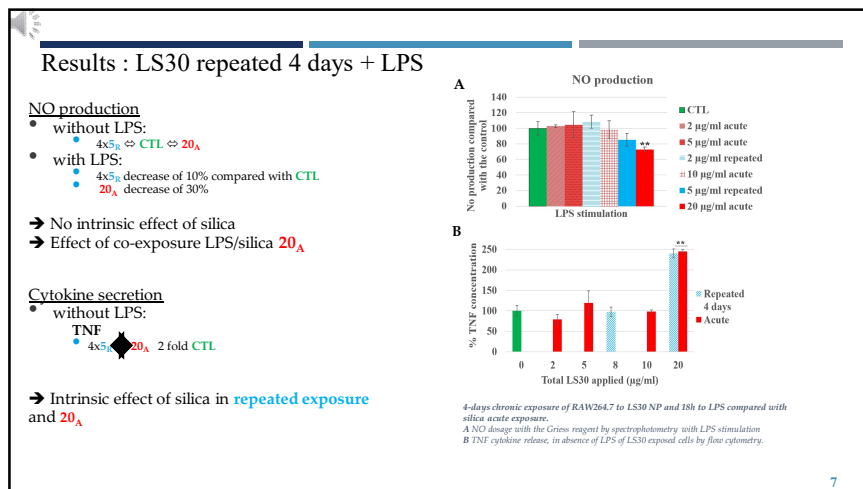 Results : LS30 repeated 4 days + LPS
NO production
• without LPS:
• 4x5R ⇔ CTL ⇔ 20A
• with LPS:
• 4x5R decrease of 10% compared with CTL
• 20A decrease of 30%
➔ No intrinsic effect of silica
➔ Effect of co-exposure LPS/silica 20A
Cytokine secretion
• without LPS:
TNF
• 4x5R 20A 2 fold CTL
➔ Intrinsic effect of silica in repeated exposure
and 20A
A
NO production
No production compared
with the control
140
120
100
80
60
40
20
0
**
LPS stimulation
CTL
2 µg/ml acute
5 µg/ml acute
2 µg/ml repeated
10 µg/ml acute
5 µg/ml repeated
20 µg/ml acute
B
% TNF concentration
250
200
150
100
50
0
**
0 2 5 8 10 20
Total LS30 applied (µg/ml)
Repeated
4 days
Acute
4-days chronic exposure of RAW264.7 to LS30 NP and 18h to LPS compared with
silica acute exposure.
A NO dosage with the Griess reagent by spectrophotometry with LPS stimulation
B TNF cytokine release, in absence of LPS of LS30 exposed cells by flow cytometry.
7